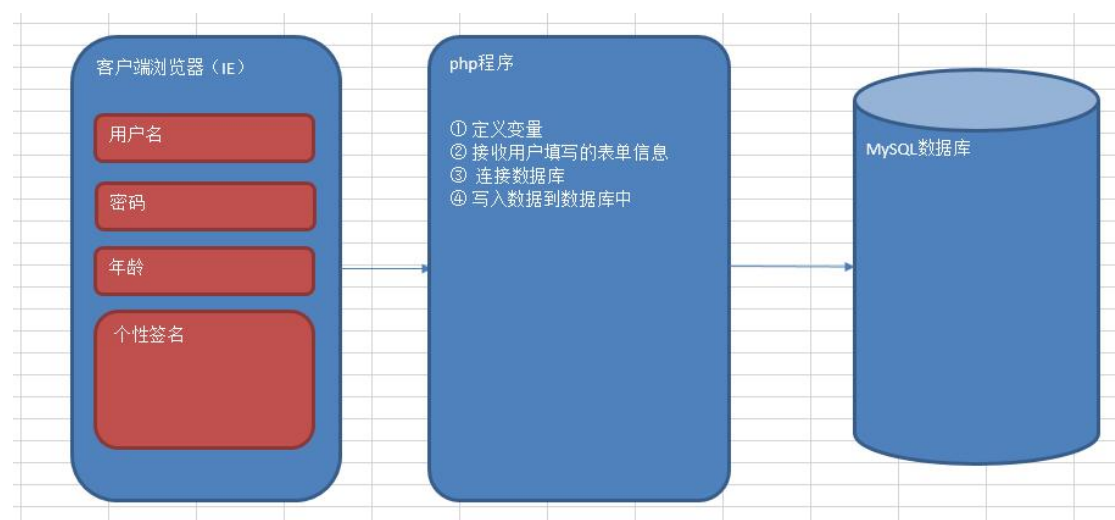 客户端浏览器（IE）
用户名
密码
年龄
个性签名
php程序
① 定义变量
② 接收用户填写的表单信息
③ 连接数据库
④ 写入数据到数据库中
MySQL数据库